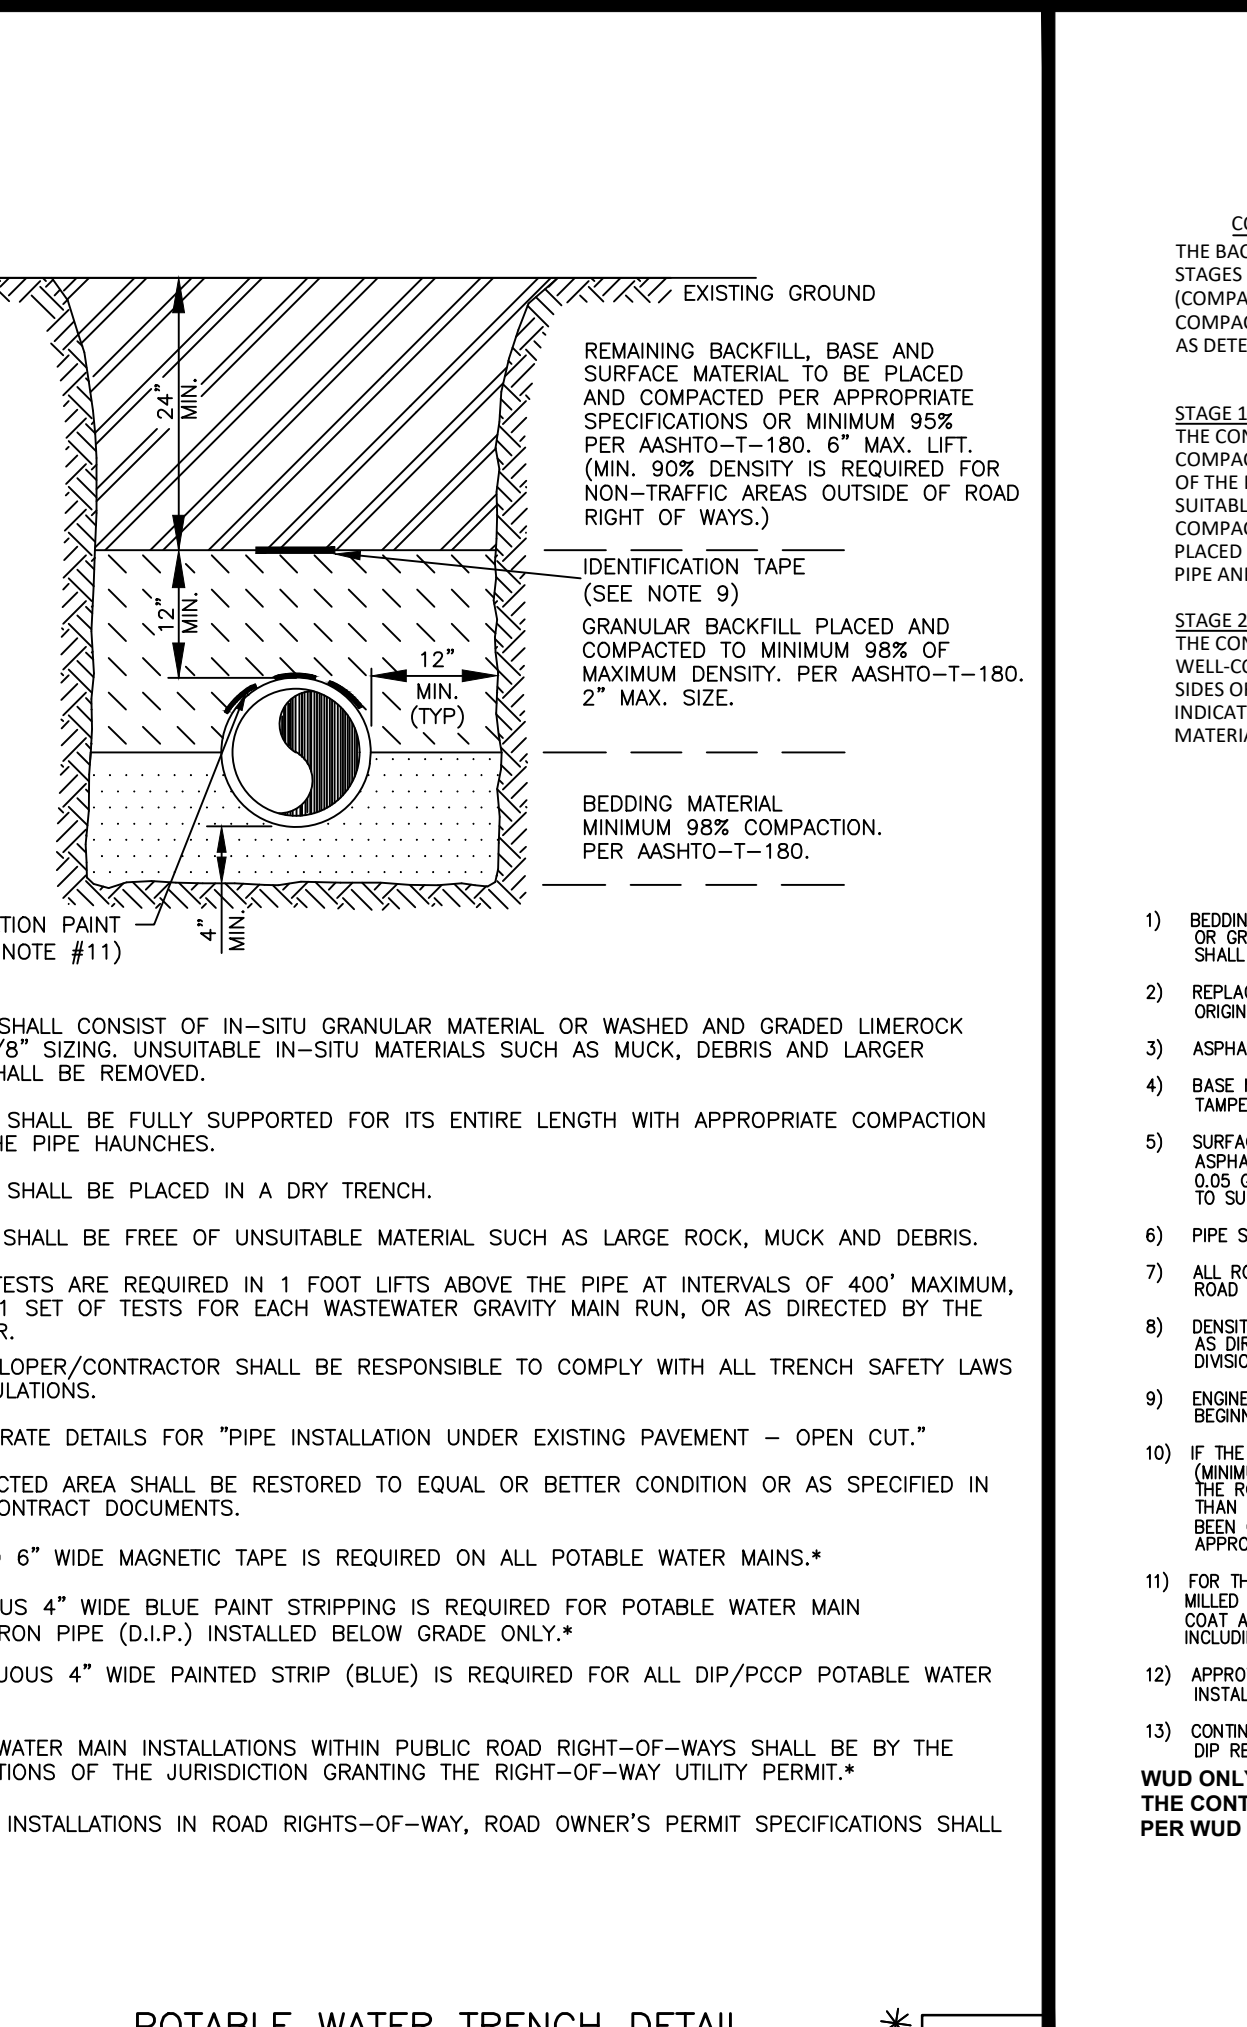 EXISTING GROUND
REMAINING BACKFILL, BASE AND
SURFACE MATERIAL TO BE PLACED
AND COMPACTED PER APPROPRIATE
SPECIFICATIONS OR MINIMUM 95%
PER AASHTO-T-180. 6" MAX. LIFT.
(MIN. 90% DENSITY IS REQUIRED FOR
NON-TRAFFIC AREAS OUTSIDE OF ROAD
RIGHT OF WAYS.)
24"
MIN.
IDENTIFICATION TAPE
(SEE NOTE 9)
12"
MIN.
GRANULAR BACKFILL PLACED AND
COMPACTED TO MINIMUM 98% OF
MAXIMUM DENSITY. PER AASHTO-T-180.
2" MAX. SIZE.
12"
MIN.
(TYP)
BEDDING MATERIAL
MINIMUM 98% COMPACTION.
PER AASHTO-T-180.
4"
MIN.
TION PAINT
NOTE #11)
SHALL CONSIST OF IN-SITU GRANULAR MATERIAL OR WASHED AND GRADED LIMEROCK
/8" SIZING. UNSUITABLE IN-SITU MATERIALS SUCH AS MUCK, DEBRIS AND LARGER
HALL BE REMOVED.
SHALL BE FULLY SUPPORTED FOR ITS ENTIRE LENGTH WITH APPROPRIATE COMPACTION
HE PIPE HAUNCHES.
SHALL BE PLACED IN A DRY TRENCH.
SHALL BE FREE OF UNSUITABLE MATERIAL SUCH AS LARGE ROCK, MUCK AND DEBRIS.
TESTS ARE REQUIRED IN 1 FOOT LIFTS ABOVE THE PIPE AT INTERVALS OF 400' MAXIMUM,
1 SET OF TESTS FOR EACH WASTEWATER GRAVITY MAIN RUN, OR AS DIRECTED BY THE
R.
LOPER/CONTRACTOR SHALL BE RESPONSIBLE TO COMPLY WITH ALL TRENCH SAFETY LAWS
ULATIONS.
RATE DETAILS FOR "PIPE INSTALLATION UNDER EXISTING PAVEMENT – OPEN CUT."
CTED AREA SHALL BE RESTORED TO EQUAL OR BETTER CONDITION OR AS SPECIFIED IN
ONTRACT DOCUMENTS.
6" WIDE MAGNETIC TAPE IS REQUIRED ON ALL POTABLE WATER MAINS.*
US 4" WIDE BLUE PAINT STRIPPING IS REQUIRED FOR POTABLE WATER MAIN
RON PIPE (D.I.P.) INSTALLED BELOW GRADE ONLY.*
UOUS 4" WIDE PAINTED STRIP (BLUE) IS REQUIRED FOR ALL DIP/PCCP POTABLE WATER
WATER MAIN INSTALLATIONS WITHIN PUBLIC ROAD RIGHT-OF-WAYS SHALL BE BY THE
TIONS OF THE JURISDICTION GRANTING THE RIGHT-OF-WAY UTILITY PERMIT.*
INSTALLATIONS IN ROAD RIGHTS-OF-WAY, ROAD OWNER'S PERMIT SPECIFICATIONS SHALL
POTABLE WATER TRENCH DETAIL
CO
THE BAC
STAGES
(COMPA
COMPAC
AS DETE
STAGE 1
THE CON
COMPAC
OF THE
SUITABL
COMPAC
PLACED
PIPE AN
STAGE 2
THE CON
WELL-CO
SIDES O
INDICAT
MATERIA
1) BEDDIN
OR GR
SHALL
2) REPLAC
ORIGIN
3) ASPHA
4) BASE
TAMPE
5) SURFA
ASPHA
0.05 G
TO SU
6) PIPE S
7) ALL RO
ROAD
8) DENSIT
AS DIR
DIVISIO
9) ENGINE
BEGINN
10) IF THE
(MINIMU
THE RO
THAN
BEEN
APPRO
11) FOR TH
MILLED
COAT A
INCLUDI
12) APPRO
INSTAL
13) CONTIN
DIP RE
WUD ONLY
THE CONT
PER WUD